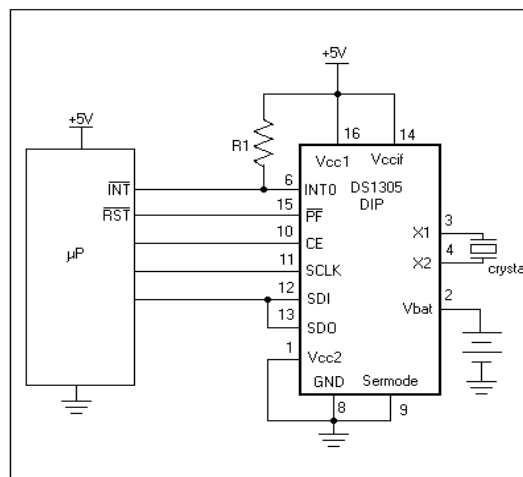 +5V
+5V
R1
16
14
Vcc1
Vccif
INT
6
INT0
DS1305
DIP
RST
15
PF
3
X1
µP
10
CE
4
X2
crysta
11
SCLK
12
SDI
2
Vbat
13
SDO
1
Vcc2
GND
Sermode
8
9